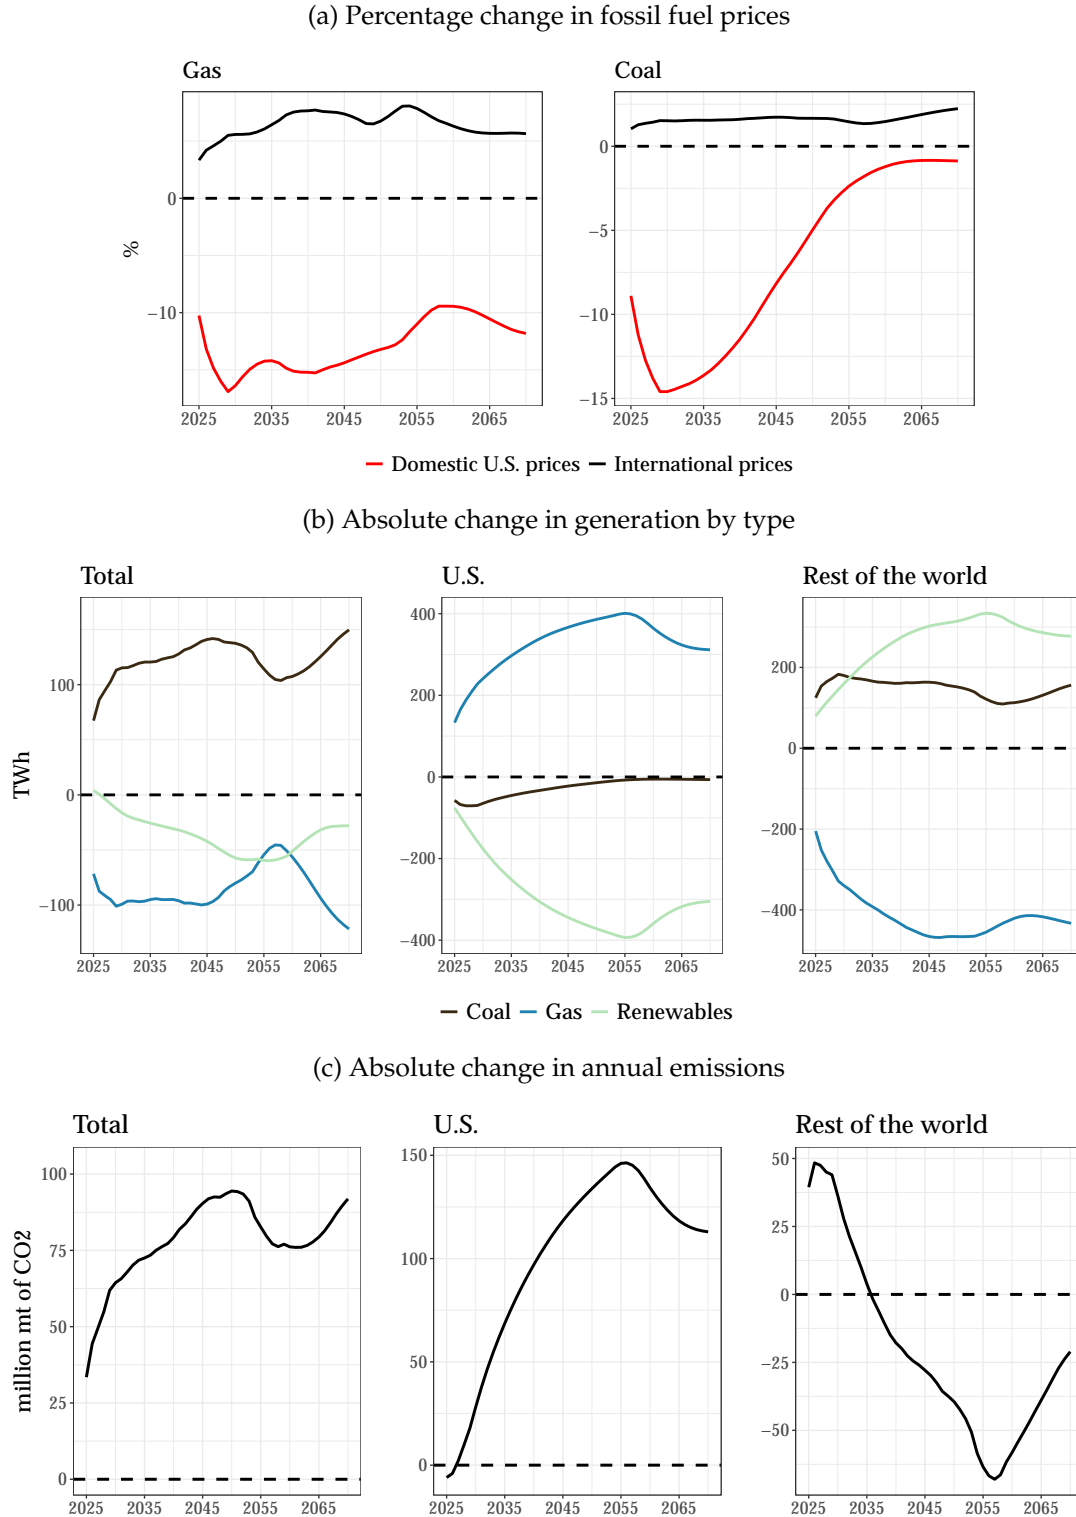 (a) Percentage change in fossil fuel prices
Gas
Coal
%
0
−10
2025 2035 2045 2055 2065
0
−5
−10
−15
2025 2035 2045 2055 2065
Domestic U.S. prices International prices
(b) Absolute change in generation by type
Total
U.S.
Rest of the world
TWh
100
0
−100
2025 2035 2045 2055 2065
400
200
0
−200
−400
2025 2035 2045 2055 2065
200
0
−200
−400
2025 2035 2045 2055 2065
Coal Gas Renewables
(c) Absolute change in annual emissions
Total
U.S.
Rest of the world
million mt of CO2
100
75
50
25
0
2025 2035 2045 2055 2065
150
100
50
0
2025 2035 2045 2055 2065
50
25
0
−25
−50
2025 2035 2045 2055 2065